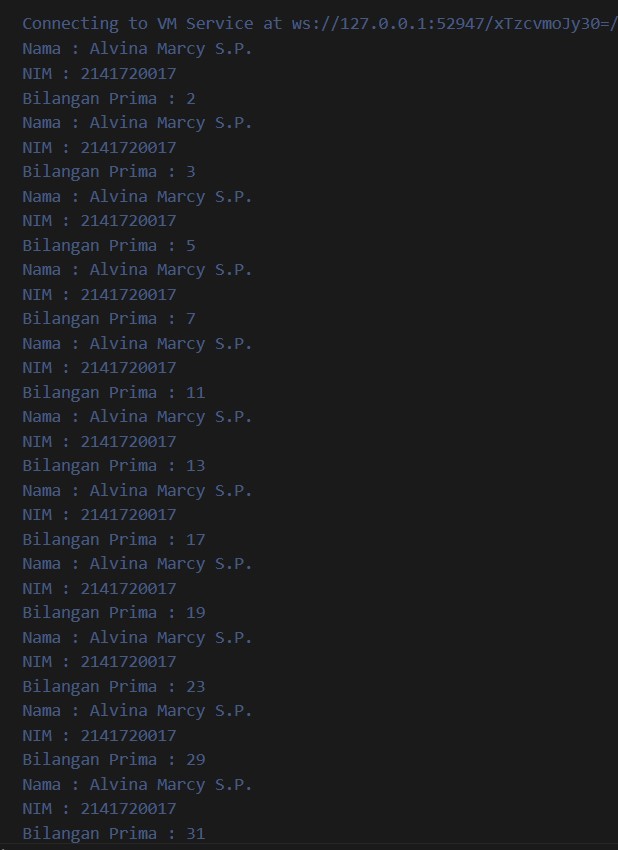 Connecting to VM Service at ws://127.0.0.1:52947/xTzcvmoJy30=/
Nama : Alvina Marcy S.P.
NIM : 2141720017
Bilangan Prima : 2
Nama : Alvina Marcy S.P.
NIM : 2141720017
Bilangan Prima : 3
Nama : Alvina Marcy S.P.
NIM : 2141720017
Bilangan Prima : 5
Nama : Alvina Marcy S.P.
NIM : 2141720017
Bilangan Prima : 7
Nama : Alvina Marcy S.P.
NIM : 2141720017
Bilangan Prima : 11
Nama : Alvina Marcy S.P.
NIM : 2141720017
Bilangan Prima : 13
Nama : Alvina Marcy S.P.
NIM : 2141720017
Bilangan Prima : 17
Nama : Alvina Marcy S.P.
NIM : 2141720017
Bilangan Prima : 19
Nama : Alvina Marcy S.P.
NIM : 2141720017
Bilangan Prima : 23
Nama : Alvina Marcy S.P.
NIM : 2141720017
Bilangan Prima : 29
Nama : Alvina Marcy S.P.
NIM : 2141720017
Bilangan Prima : 31